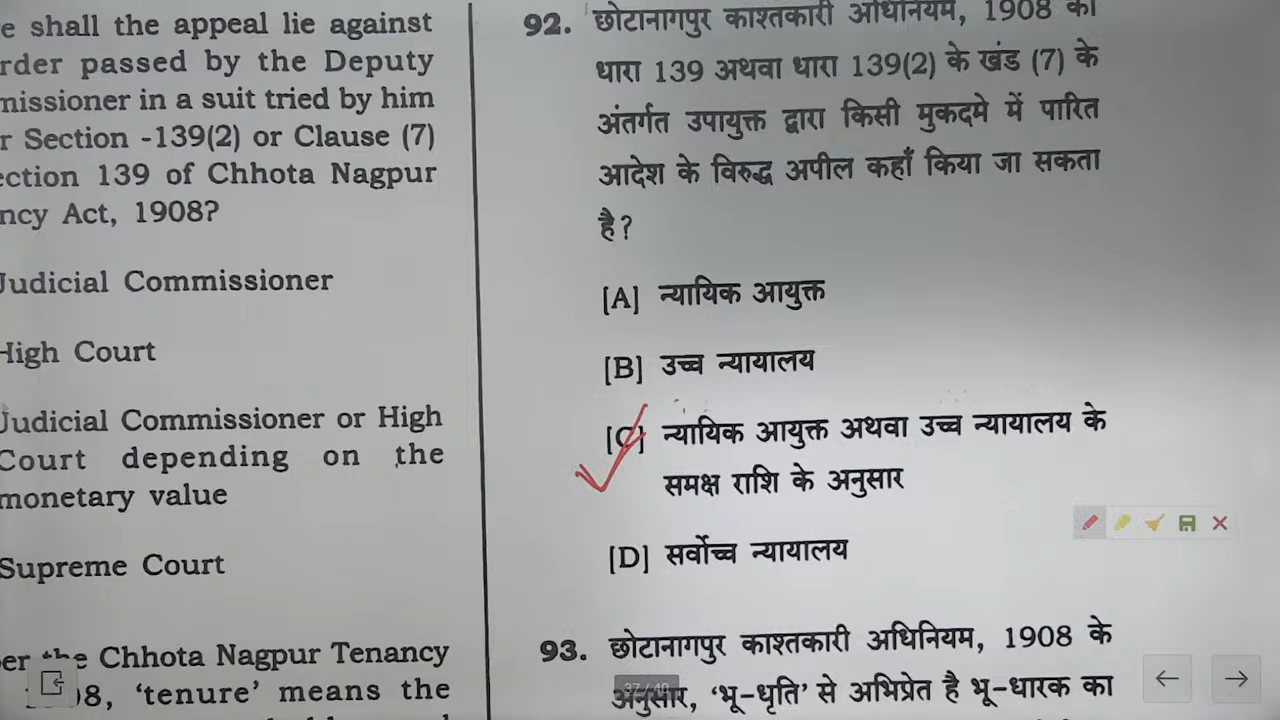 e shall the appeal lie against
rder passed by the Deputy
missioner in a suit tried by him
r Section -139(2) or Clause (7)
ection 139 of Chhota Nagpur
ncy Act, 1908?
Judicial Commissioner
High Court
Judicial Commissioner or High
Court depending on the
monetary value
Supreme Court
er the Chhota Nagpur Tenancy
8, ‘tenure’ means the
92. छोटानागपुर काश्तकारी अधिनियम, 1908 की
धारा 139 अथवा धारा 139(2) के खंड (7) के
अंतर्गत उपायुक्त द्वारा किसी मुकदमे में पारित
आदेश के विरुद्ध अपील कहाँ किया जा सकता
है?
[A] न्यायिक आयुक्त
[B] उच्च न्यायालय
[C] न्यायिक आयुक्त अथवा उच्च न्यायालय के
समक्ष राशि के अनुसार
[D] सर्वोच्च न्यायालय
93. छोटानागपुर काश्तकारी अधिनियम, 1908 के
अनुसार, ‘भू-धृति’ से अभिप्रेत है भू-धारक का
37 / 40